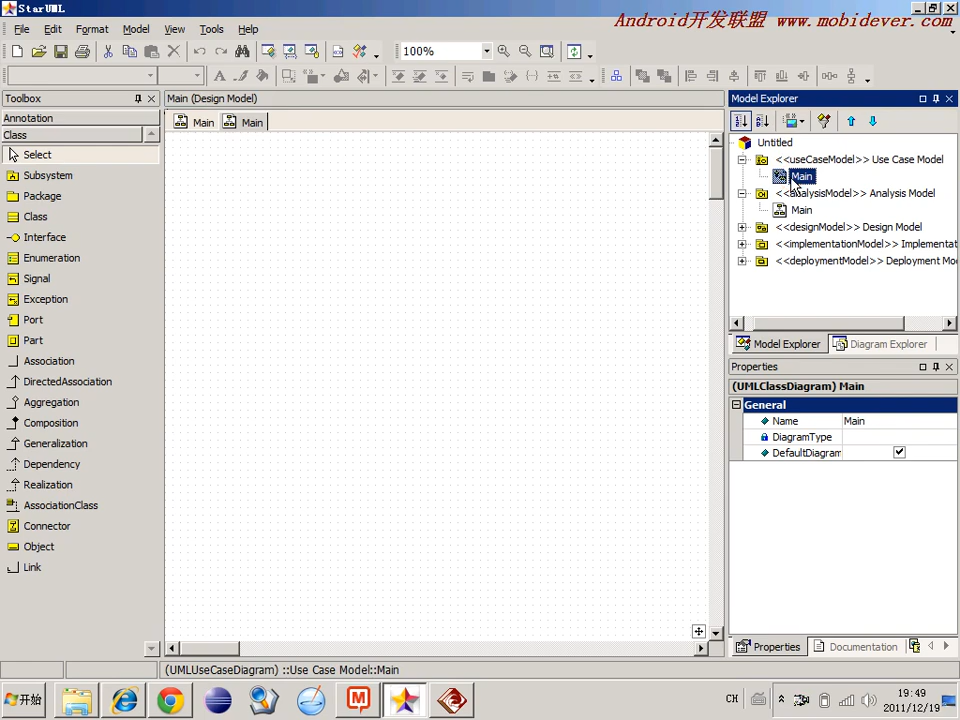 StarUML
Android开发联盟 www.mobidever.com
File Edit Format Model View Tools Help
100%
Toolbox
Annotation
Class
Select
Subsystem
Package
Class
Interface
Enumeration
Signal
Exception
Port
Part
Association
DirectedAssociation
Aggregation
Composition
Generalization
Dependency
Realization
AssociationClass
Connector
Object
Link
Main (Design Model)
Main Main
Model Explorer
Untitled
<<useCaseModel>> Use Case Model
Main
<<analysisModel>> Analysis Model
Main
<<designModel>> Design Model
<<implementationModel>> Implementat
<<deploymentModel>> Deployment Mo
Model Explorer Diagram Explorer
Properties
(UMLClassDiagram) Main
General
Name Main
DiagramType
DefaultDiagram
Properties Documentation
(UMLUseCaseDiagram) ::Use Case Model::Main
开始
CH
19:49
2011/12/19